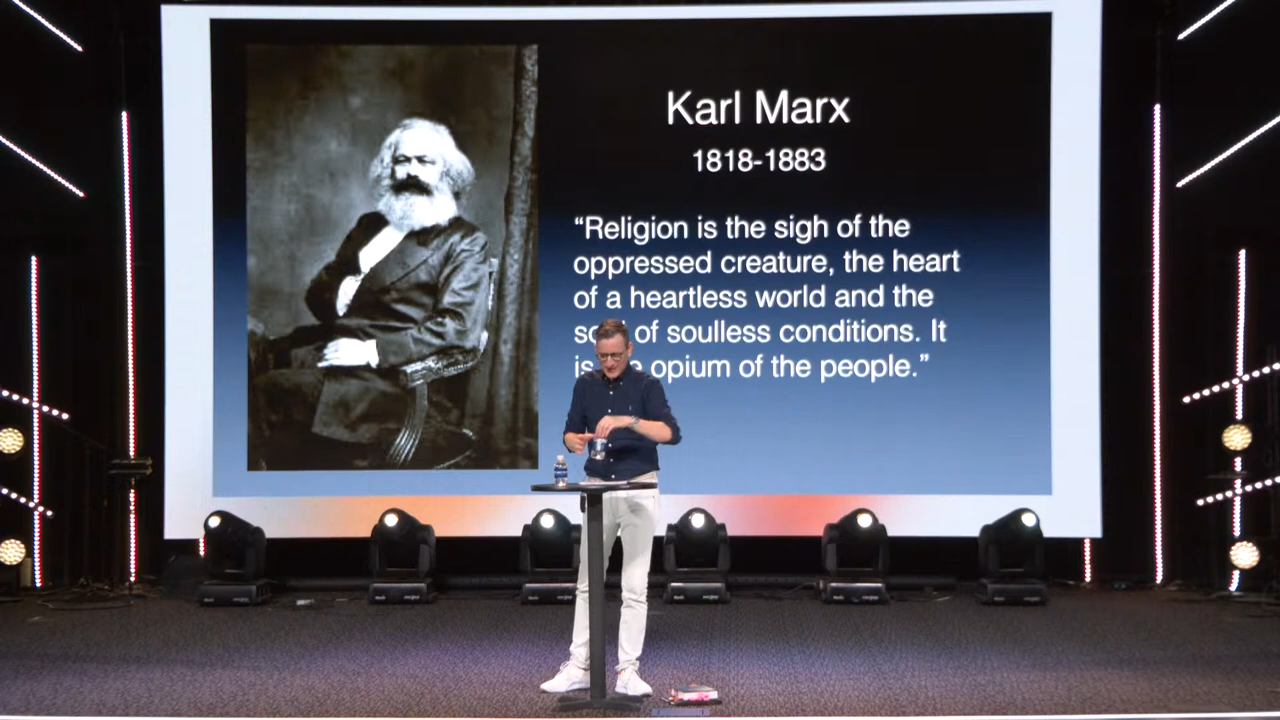 Karl Marx
1818-1883
“Religion is the sigh of the
oppressed creature, the heart
of a heartless world and the
of soulless conditions. It
opium of the people.”